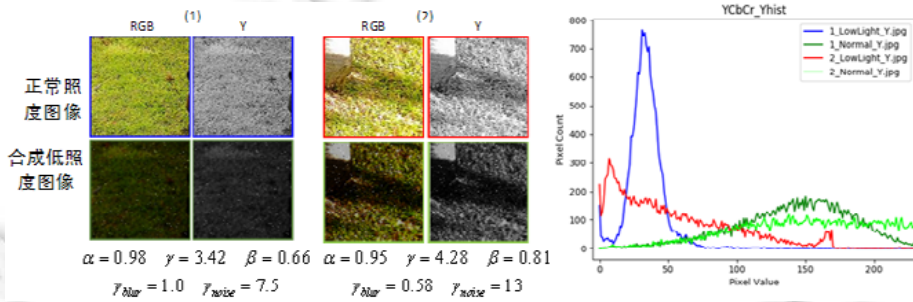 (1)
RGB
Y
(2)
RGB
Y
正常照
度图像
合成低照
度图像
α = 0.98 γ = 3.42 β = 0.66
γblur = 1.0 γnoise = 7.5
α = 0.95 γ = 4.28 β = 0.81
γblur = 0.58 γnoise = 13
YCbCr_Yhist
1_LowLight_Y.jpg
1_Normal_Y.jpg
2_LowLight_Y.jpg
2_Normal_Y.jpg
Pixel Count
800
700
600
500
400
300
200
100
0
0 50 100 150 200
Pixel Value